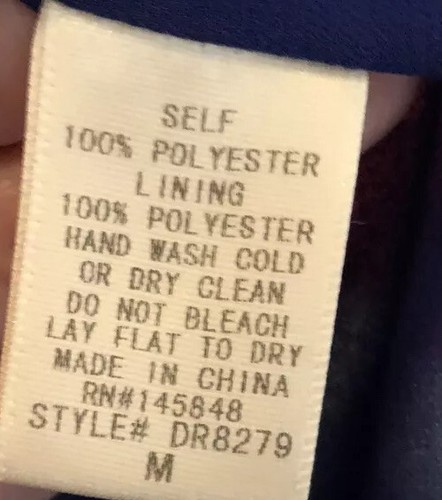 SELF
100% POLYESTER
LINING
100% POLYESTER
HAND WASH COLD
OR DRY CLEAN
DO NOT BLEACH
LAY FLAT TO DRY
MADE IN CHINA
RN#145848
STYLE# DR8279
M